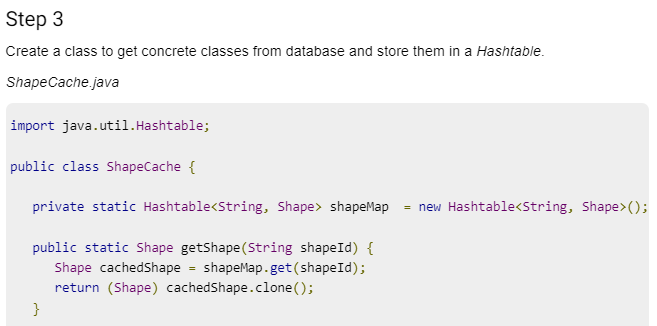 Step 3
Create a class to get concrete classes from database and store them in a Hashtable.
ShapeCache.java
import java.util.Hashtable;
public class ShapeCache {
private static Hashtable<String, Shape> shapeMap  = new Hashtable<String, Shape>();
public static Shape getShape(String shapeId) {
Shape cachedShape = shapeMap.get(shapeId);
return (Shape) cachedShape.clone();
}